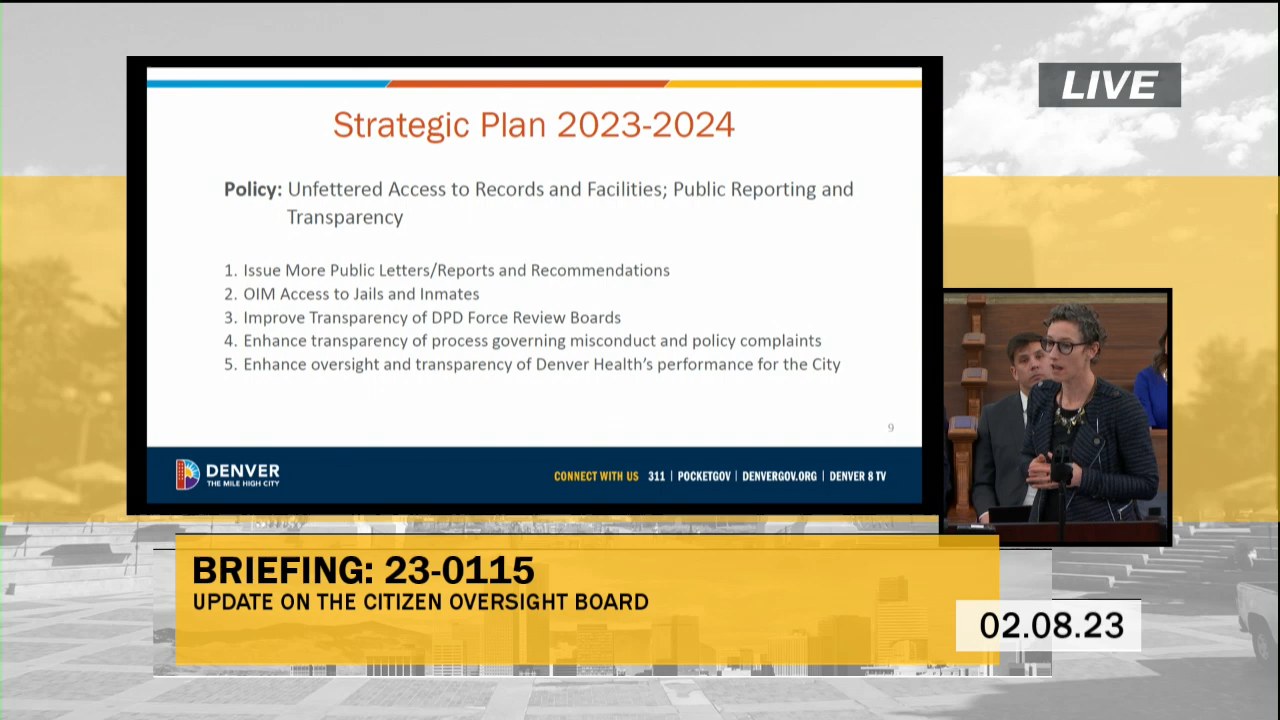 LIVE
Strategic Plan 2023-2024
Policy: Unfettered Access to Records and Facilities; Public Reporting and
Transparency
1. Issue More Public Letters/Reports and Recommendations
2. OIM Access to Jails and Inmates
3. Improve Transparency of DPD Force Review Boards
4. Enhance transparency of process governing misconduct and policy complaints
5. Enhance oversight and transparency of Denver Health's performance for the City
9
DENVER
THE MILE HIGH CITY
CONNECT WITH US 311 | POCKETGOV | DENVERGOV.ORG | DENVER 8 TV
BRIEFING: 23-0115
UPDATE ON THE CITIZEN OVERSIGHT BOARD
02.08.23